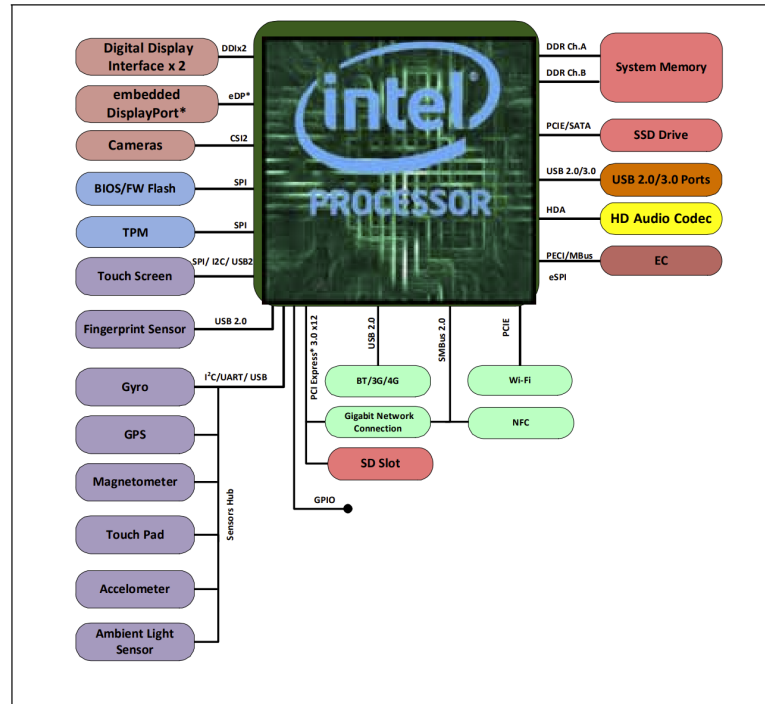 Digital Display
Interface x 2
DDIx2
embedded
DisplayPort*
eDP*
Cameras
CSI2
BIOS/FW Flash
SPI
TPM
SPI
Touch Screen
SPI/ I2C/ USB2
Fingerprint Sensor
USB 2.0
Gyro
I²C/UART/ USB
GPS
Magnetometer
Touch Pad
Accelometer
Ambient Light
Sensor
Sensors Hub
intel®
PROCESSOR
DDR Ch.A
DDR Ch.B
System Memory
PCIE/SATA
SSD Drive
USB 2.0/3.0
USB 2.0/3.0 Ports
HDA
HD Audio Codec
PECI/MBus
eSPI
EC
PCI Express* 3.0 x12
USB 2.0
SMBus 2.0
PCIE
BT/3G/4G
Wi-Fi
Gigabit Network
Connection
NFC
SD Slot
GPIO